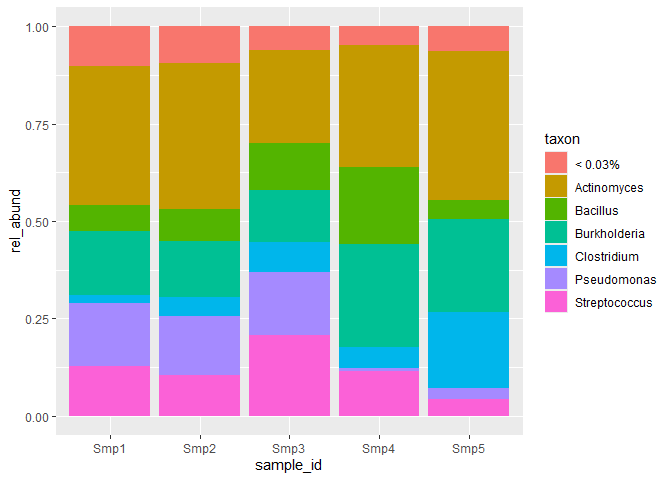 1.00
0.75
0.50
0.25
0.00
rel_abund
Smp1 Smp2 Smp3 Smp4 Smp5
sample_id
taxon
< 0.03%
Actinomyces
Bacillus
Burkholderia
Clostridium
Pseudomonas
Streptococcus